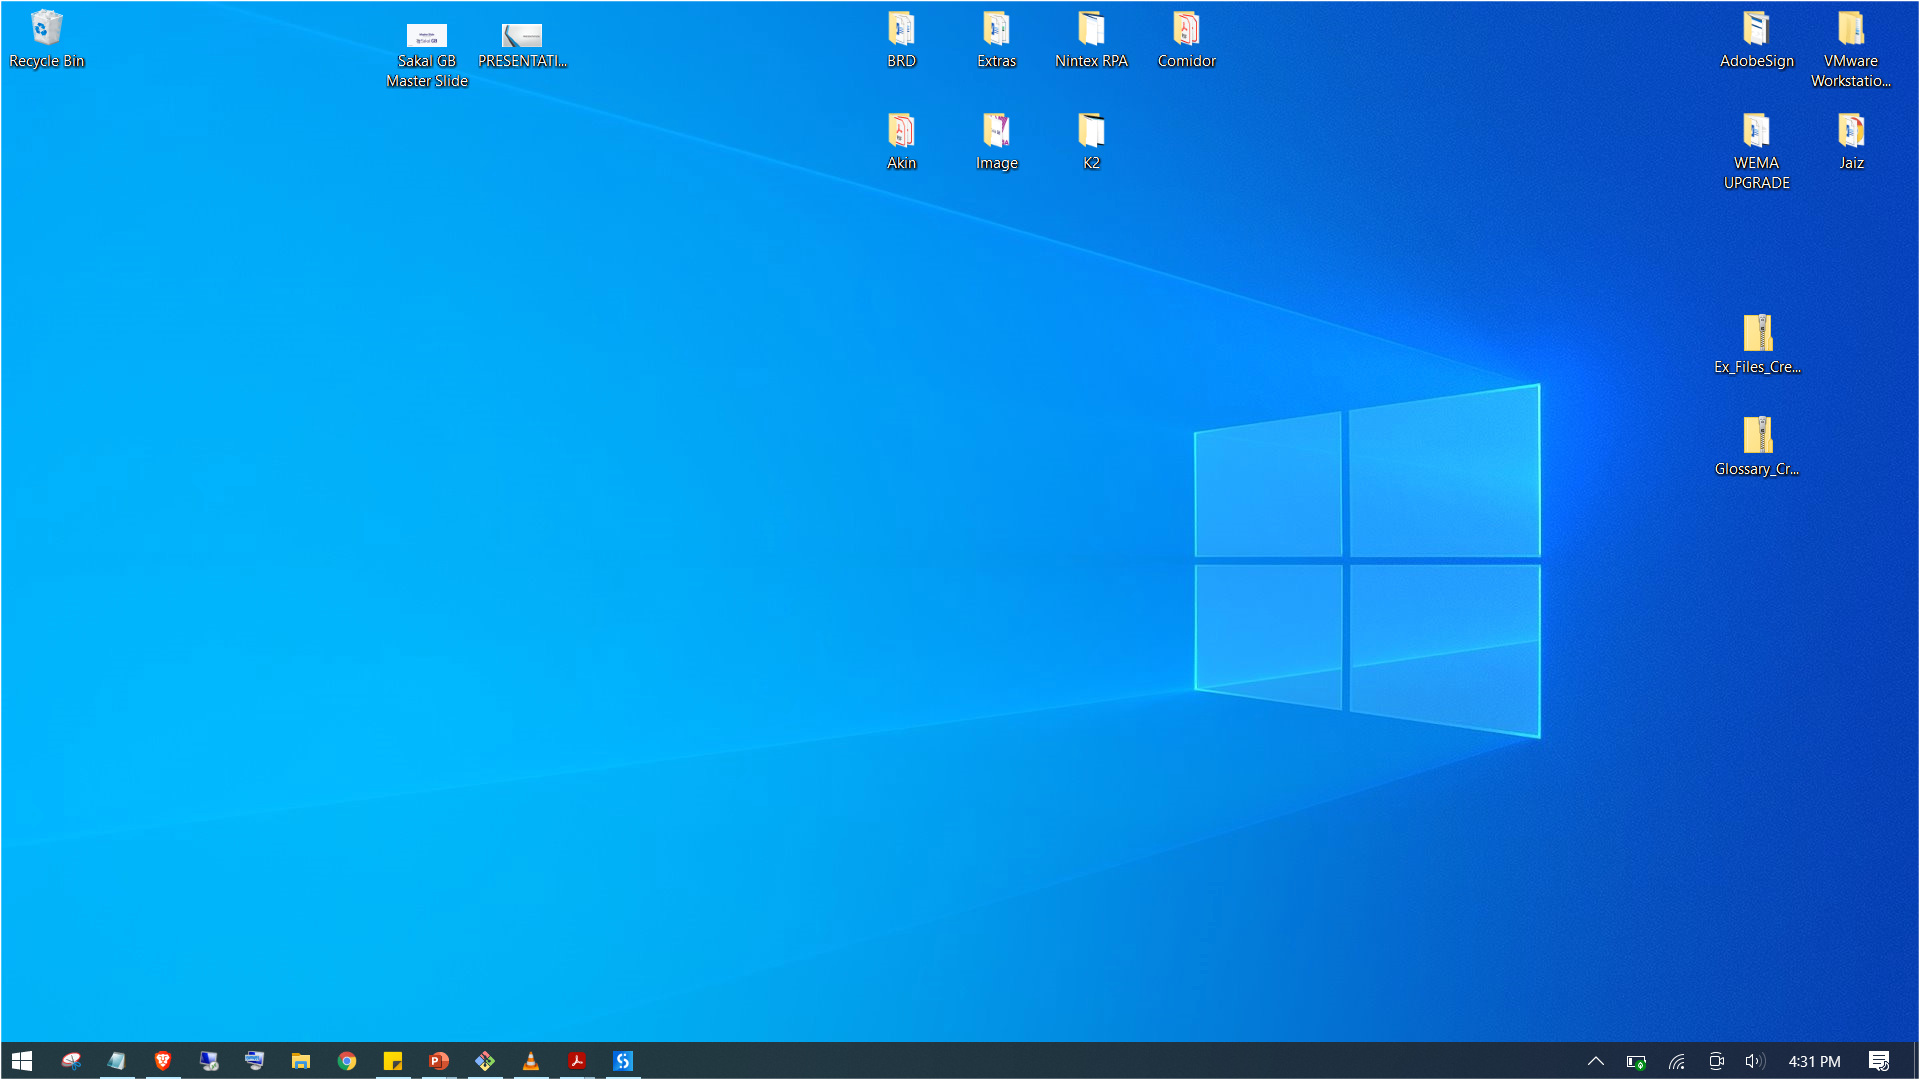 Recycle Bin
Sakal GB
Master Slide
PRESENTATI...
BRD
Extras
Nintex RPA
Comidor
AdobeSign
VMware
Workstatio...
Akin
Image
K2
WEMA
UPGRADE
Jaiz
Ex_Files_Cre...
Glossary_Cr...
4:31 PM